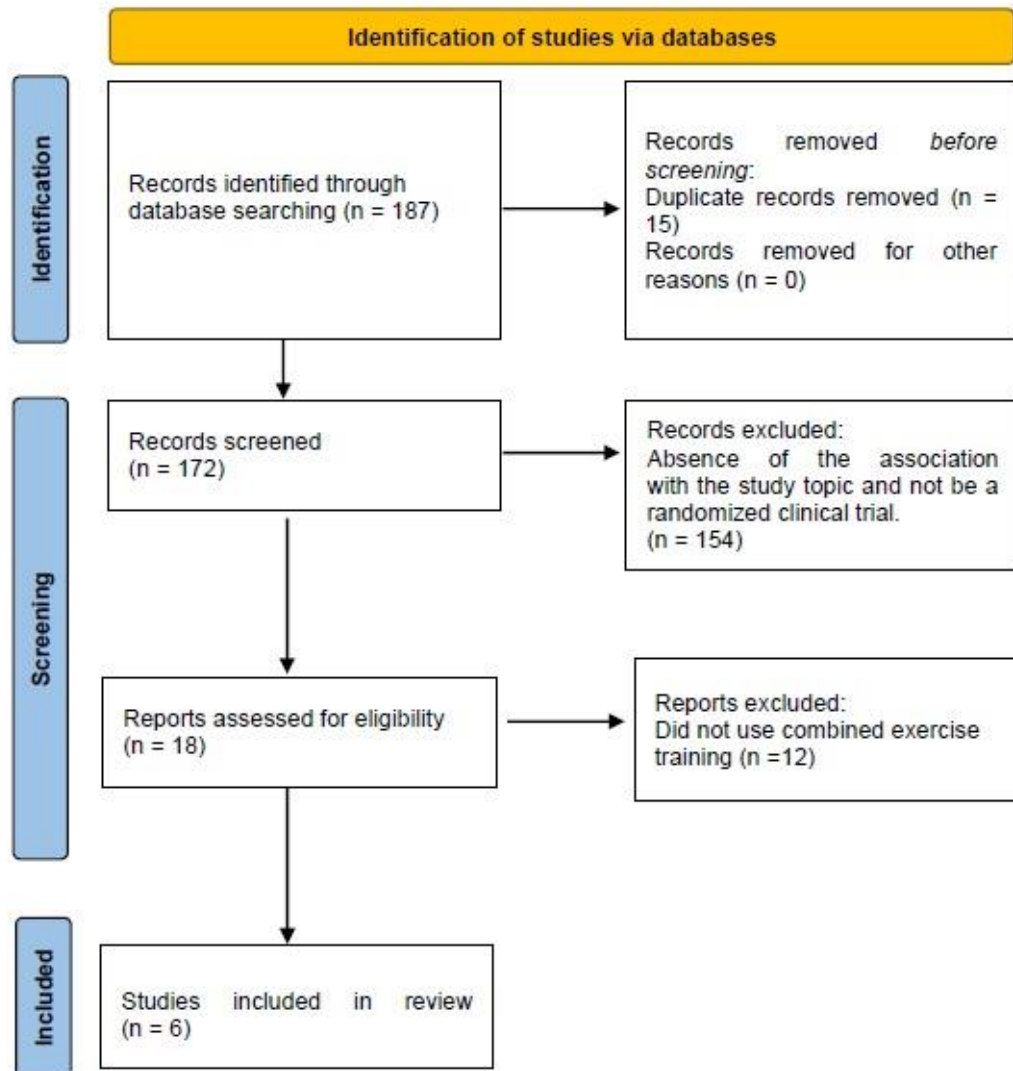 Identification of studies via databases
Identification
Records identified through
database searching (n = 187)
Records removed before
screening:
Duplicate records removed (n =
15)
Records removed for other
reasons (n = 0)
Screening
Records screened
(n = 172)
Records excluded:
Absence of the association
with the study topic and not be a
randomized clinical trial.
(n = 154)
Reports assessed for eligibility
(n = 18)
Reports excluded:
Did not use combined exercise
training (n =12)
Included
Studies included in review
(n = 6)